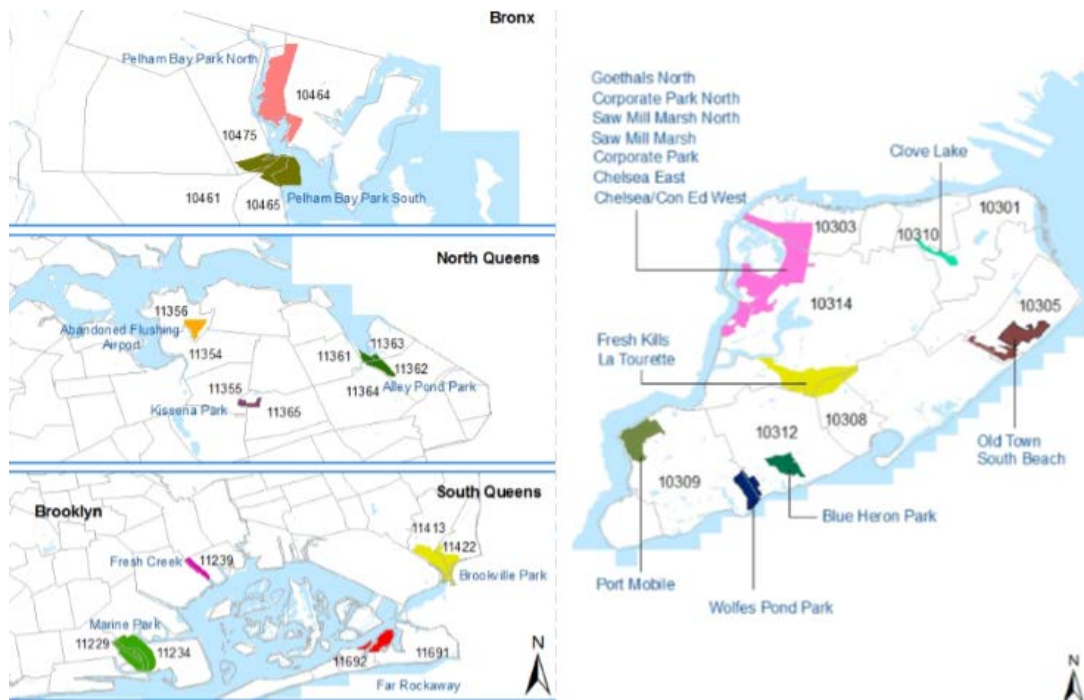 Bronx
Pelham Bay Park North
10464
10475
10461
10465
Pelham Bay Park South
North Queens
11356
Abandoned Flushing
Airport
11354
11361
11363
11362
11364
Alley Pond Park
11355
Kissena Park
11365
South Queens
Brooklyn
11413
11422
Fresh Creek
11239
Brookville Park
Marine Park
11229
11234
11692
11691
Far Rockaway
N
Goethals North
Corporate Park North
Saw Mill Marsh North
Saw Mill Marsh
Corporate Park
Chelsea East
Chelsea/Con Ed West
Clove Lake
10303
10310
10301
10314
10305
Fresh Kills
La Tourette
10312
10308
Old Town
South Beach
10309
Blue Heron Park
Port Mobile
Wolfes Pond Park
N